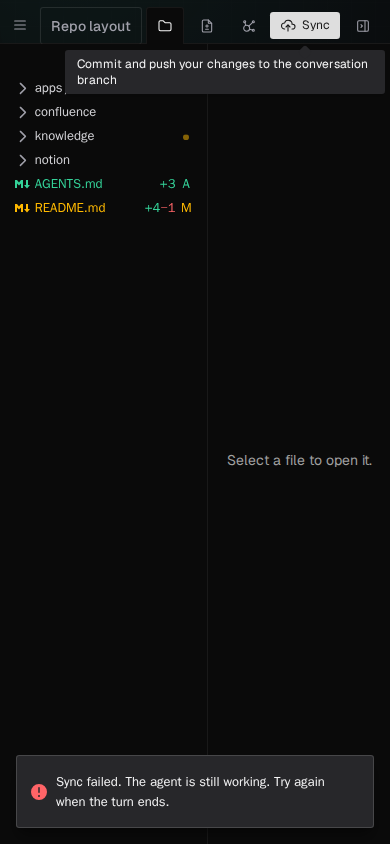 Repo layout
Sync
Commit and push your changes to the conversation
branch
apps
confluence
knowledge
notion
AGENTS.md +3 A
README.md +4−1 M
Select a file to open it.
Sync failed. The agent is still working. Try again
when the turn ends.